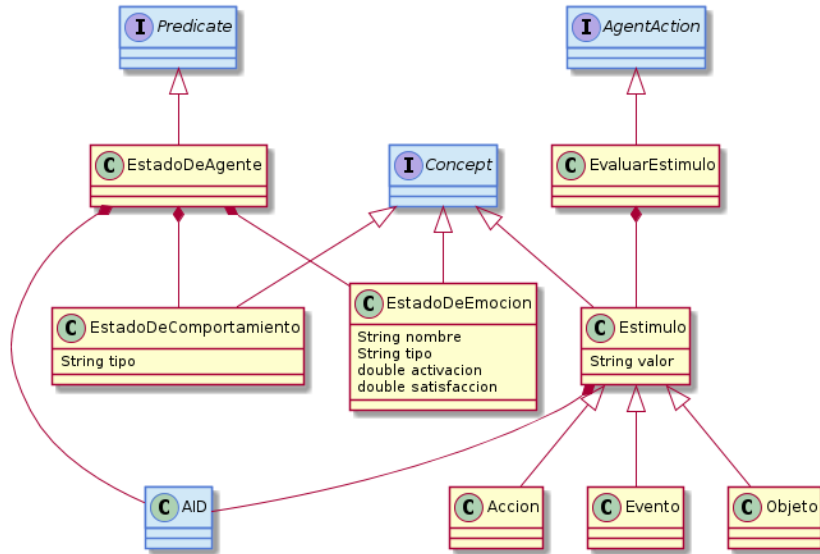 I Predicate
I AgentAction
C EstadoDeAgente
I Concept
C EvaluarEstimulo
C EstadoDeComportamiento
String tipo
C EstadoDeEmocion
String nombre
String tipo
double activacion
double satisfaccion
C Estimulo
String valor
C AID
C Accion
C Evento
C Objeto